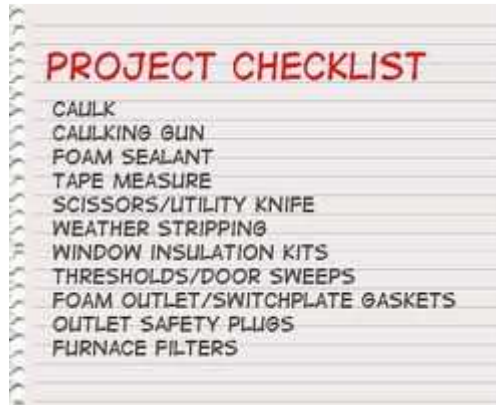 PROJECT CHECKLIST
CAULK
CAULKING GUN
FOAM SEALANT
TAPE MEASURE
SCISSORS/UTILITY KNIFE
WEATHER STRIPPING
WINDOW INSULATION KITS
THRESHOLDS/DOOR SWEEPS
FOAM OUTLET/SWITCHPLATE GASKETS
OUTLET SAFETY PLUGS
FURNACE FILTERS